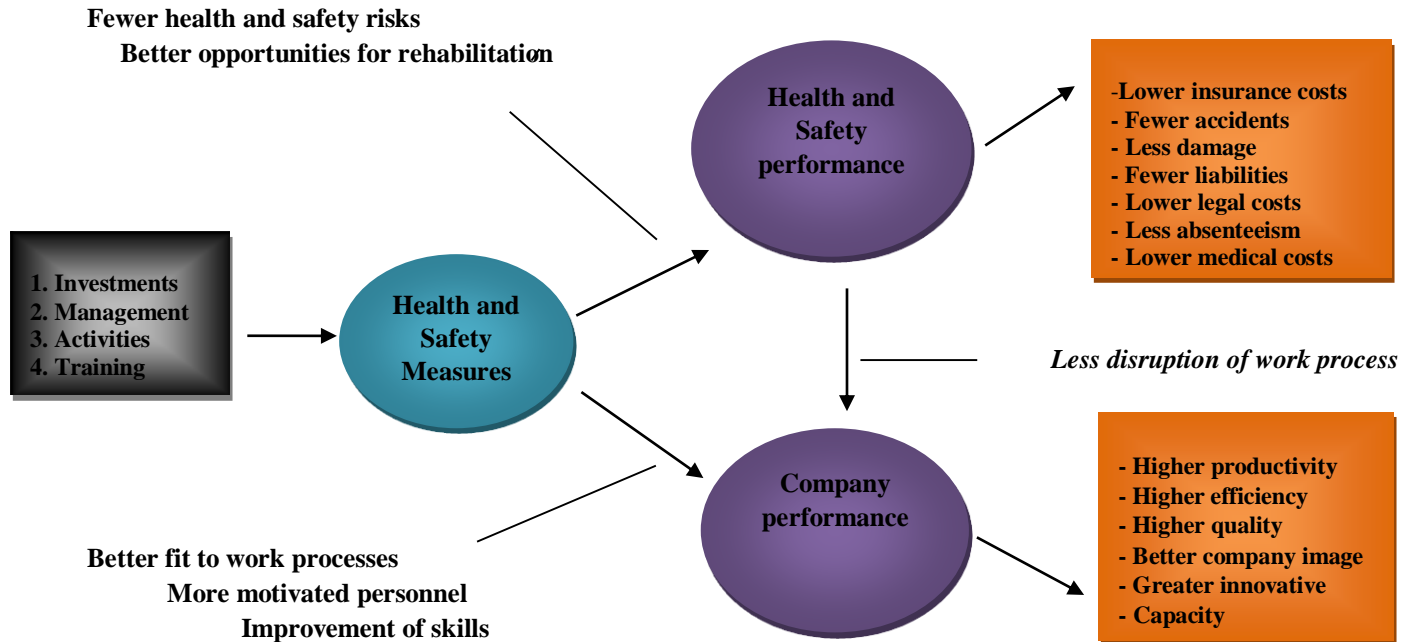 Fewer health and safety risks
Better opportunities for rehabilitation
Health and
Safety
performance
-Lower insurance costs
- Fewer accidents
- Less damage
- Fewer liabilities
- Lower legal costs
- Less absenteeism
- Lower medical costs
1. Investments
2. Management
3. Activities
4. Training
Health and
Safety
Measures
Less disruption of work process
Company
performance
- Higher productivity
- Higher efficiency
- Higher quality
- Better company image
- Greater innovative
- Capacity
Better fit to work processes
More motivated personnel
Improvement of skills